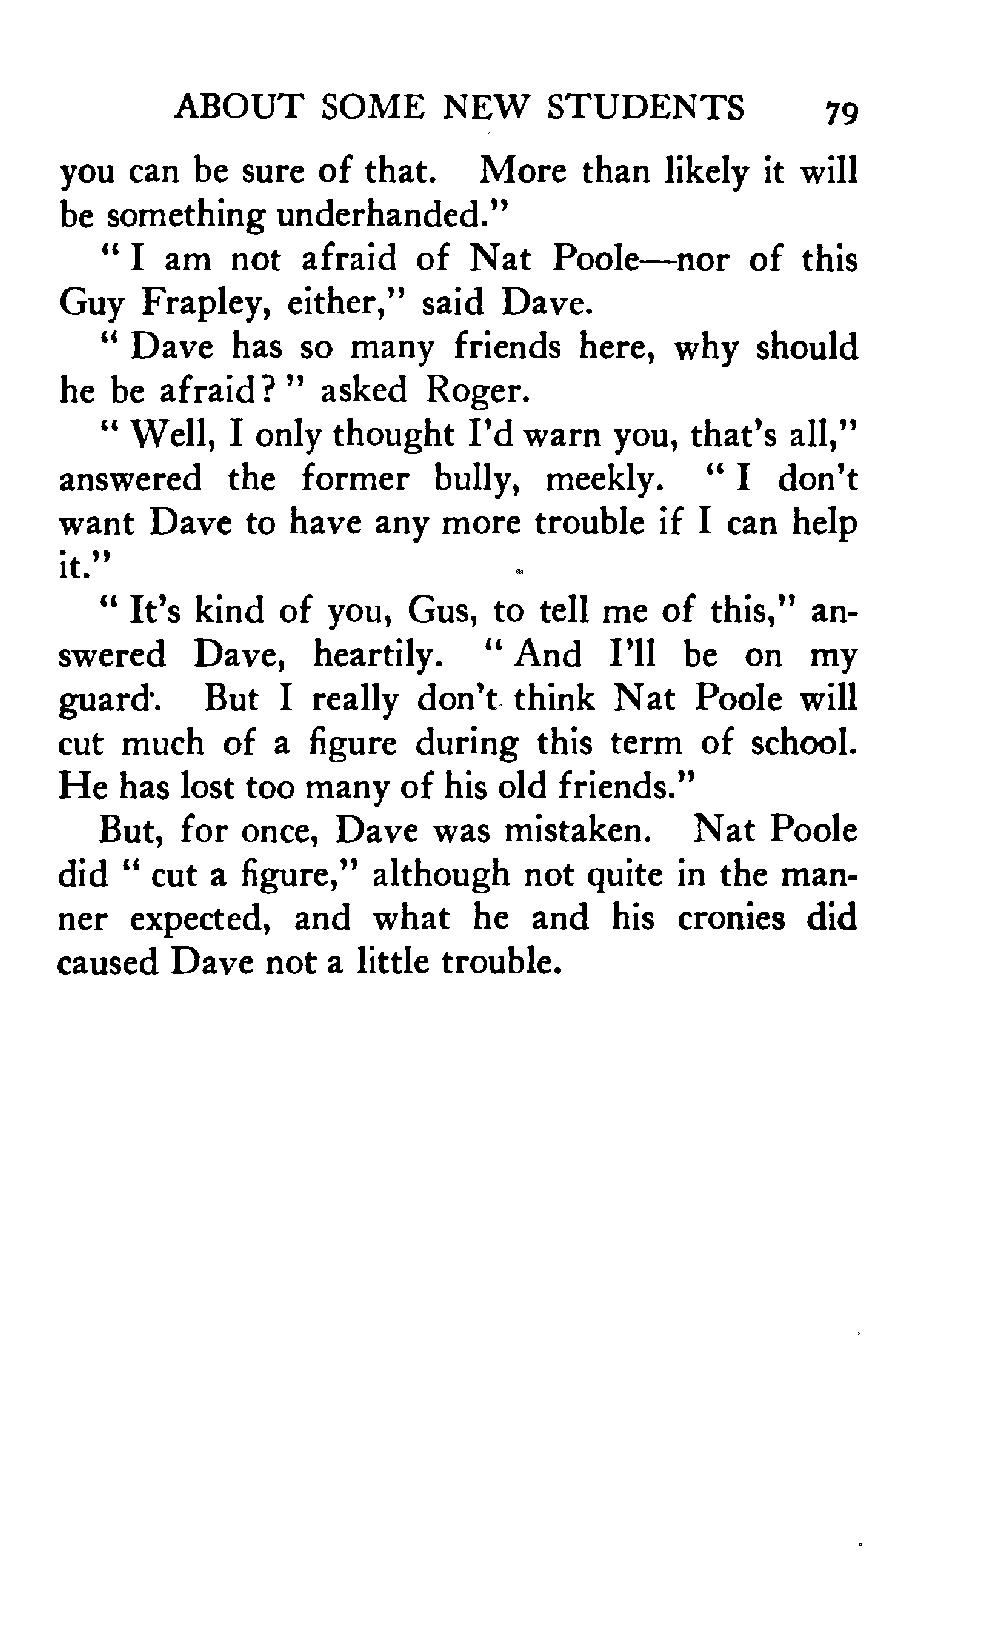 ABOUT SOME NEW STUDENTS 79
you can be sure of that. More than likely it will
be something underhanded."
" I am not afraid of Nat Poole—nor of this
Guy Frapley, either," said Dave.
" Dave has so many friends here, why should
he be afraid? " asked Roger.
" Well, I only thought I'd warn you, that's all,"
answered the former bully, meekly. " I don't
want Dave to have any more trouble if I can help
it."
" It's kind of you, Gus, to tell me of this," an-
swered Dave, heartily. " And I'll be on my
guard. But I really don't think Nat Poole will
cut much of a figure during this term of school.
He has lost too many of his old friends."
But, for once, Dave was mistaken. Nat Poole
did " cut a figure," although not quite in the man-
ner expected, and what he and his cronies did
caused Dave not a little trouble.